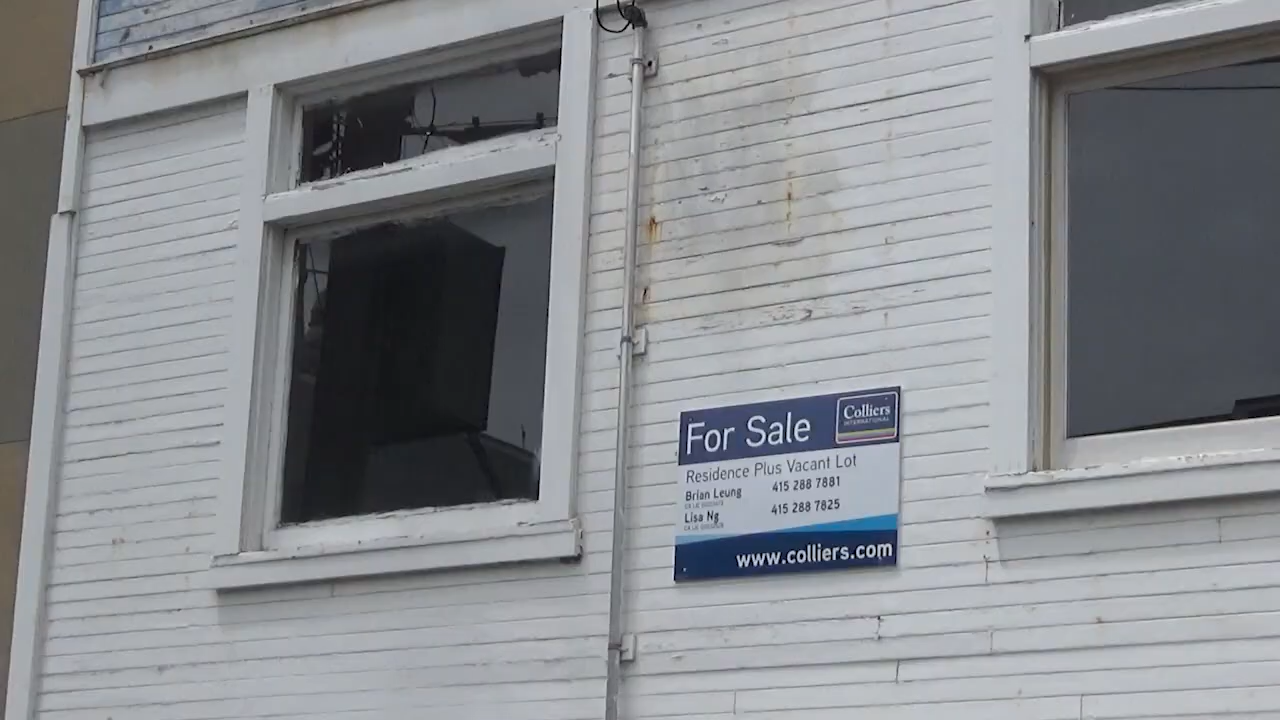 For Sale
Colliers
INTERNATIONAL
Residence Plus Vacant Lot
Brian Leung 415 288 7881
Lisa Ng 415 288 7825
www.colliers.com